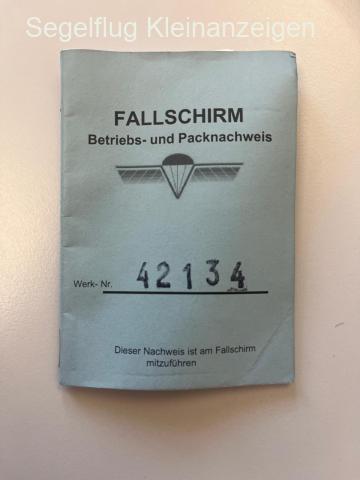 Segelflug Kleinanzeigen
FALLSCHIRM
Betriebs- und Packnachweis
Werk- Nr. 42134
Dieser Nachweis ist am Fallschirm
mitzuführen